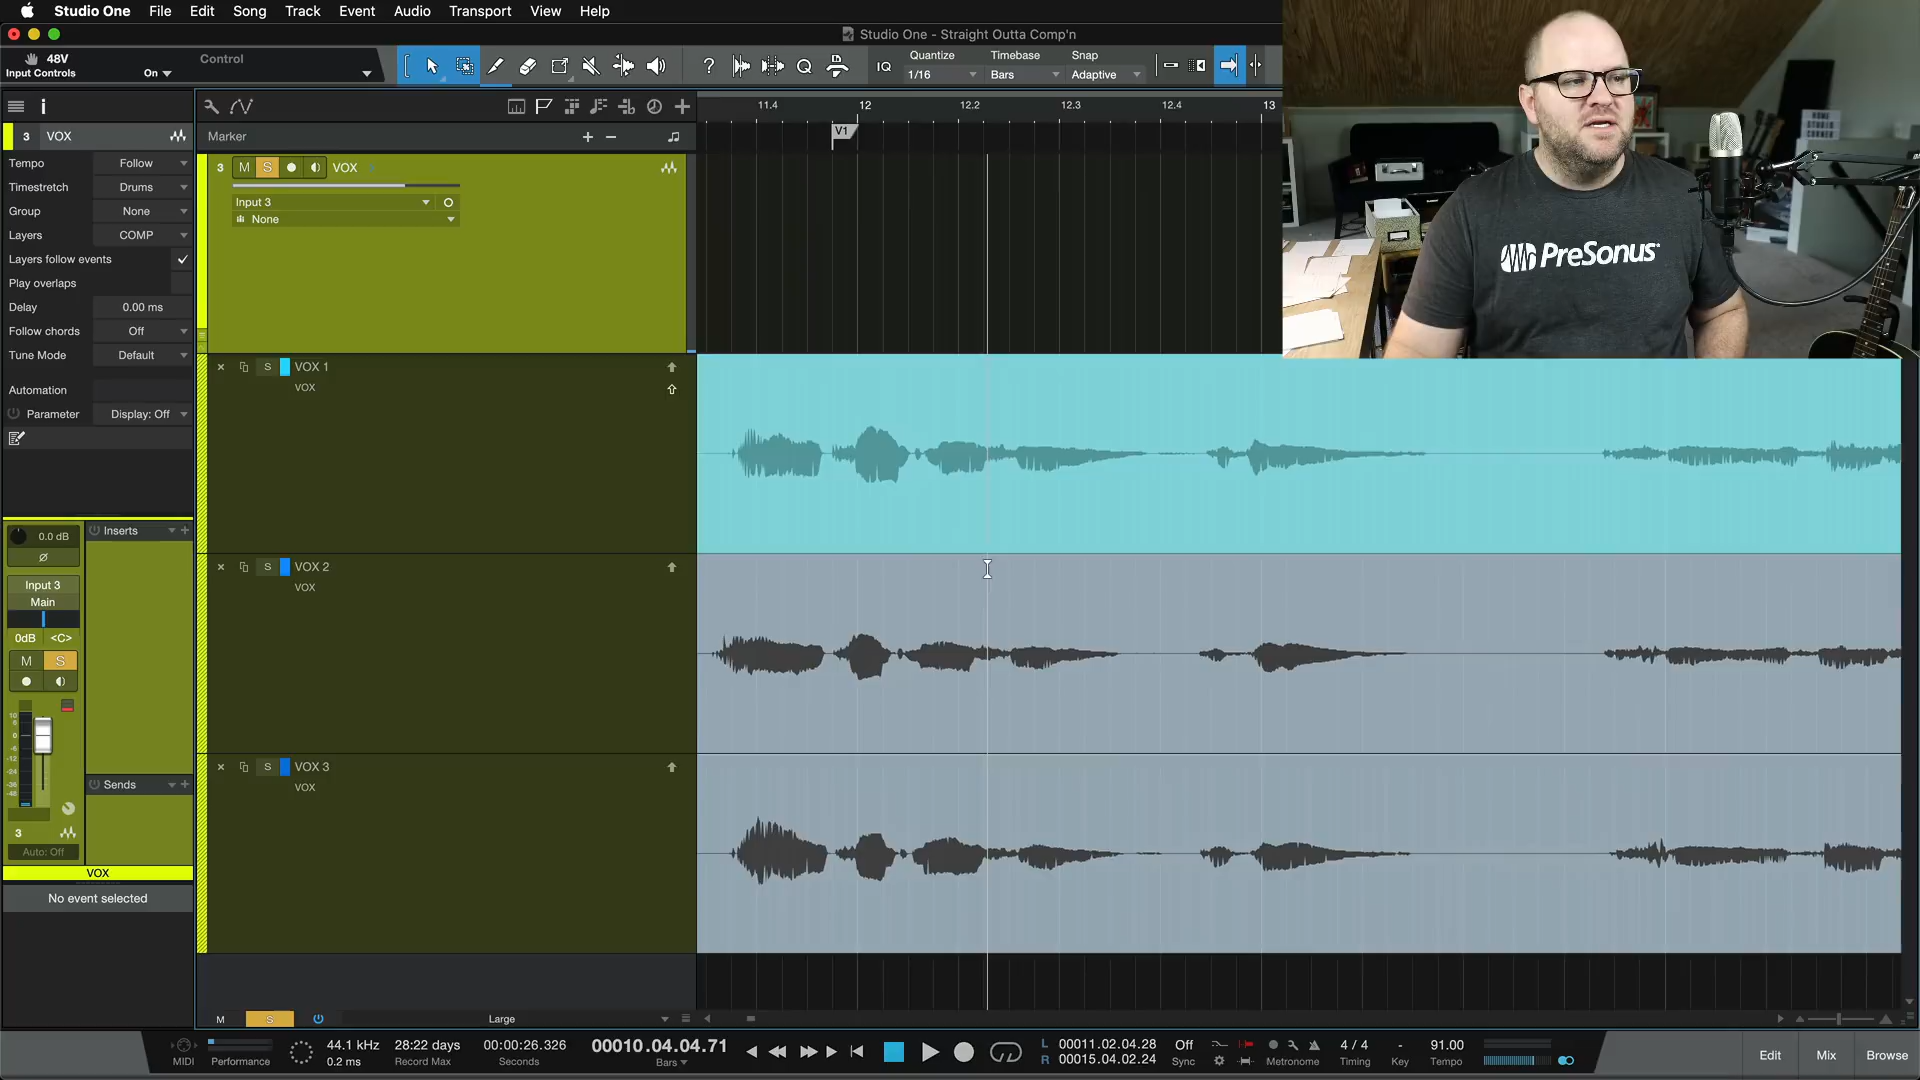 Studio One File Edit Song Track Event Audio Transport View Help
Studio One - Straight Outta Comp'n
48V
Input Controls
On
Control
Quantize
1/16
Timebase
Bars
Snap
Adaptive
IQ
3 VOX
Tempo Follow
Timestretch Drums
Group None
Layers COMP
Layers follow events
Play overlaps
Delay 0.00 ms
Follow chords Off
Tune Mode Default
Automation
Parameter Display: Off
Marker
11.4 12 12.2 12.3 12.4 13
V1
3 M S VOX
Input 3
None
S VOX 1
VOX
S VOX 2
VOX
S VOX 3
VOX
PreSonus
0.0 dB
Inserts
Input 3
Main
0dB <C>
M S
Sends
3
Auto: Off
VOX
No event selected
M S Large
MIDI
Performance
44.1 kHz
0.2 ms
28:22 days
Record Max
00:00:26.326
Seconds
00010.04.04.71
Bars
L 00011.02.04.28
R 00015.04.02.24
Off
Sync
Metronome
4 / 4
Timing
-
Key
91.00
Tempo
Edit Mix Browse